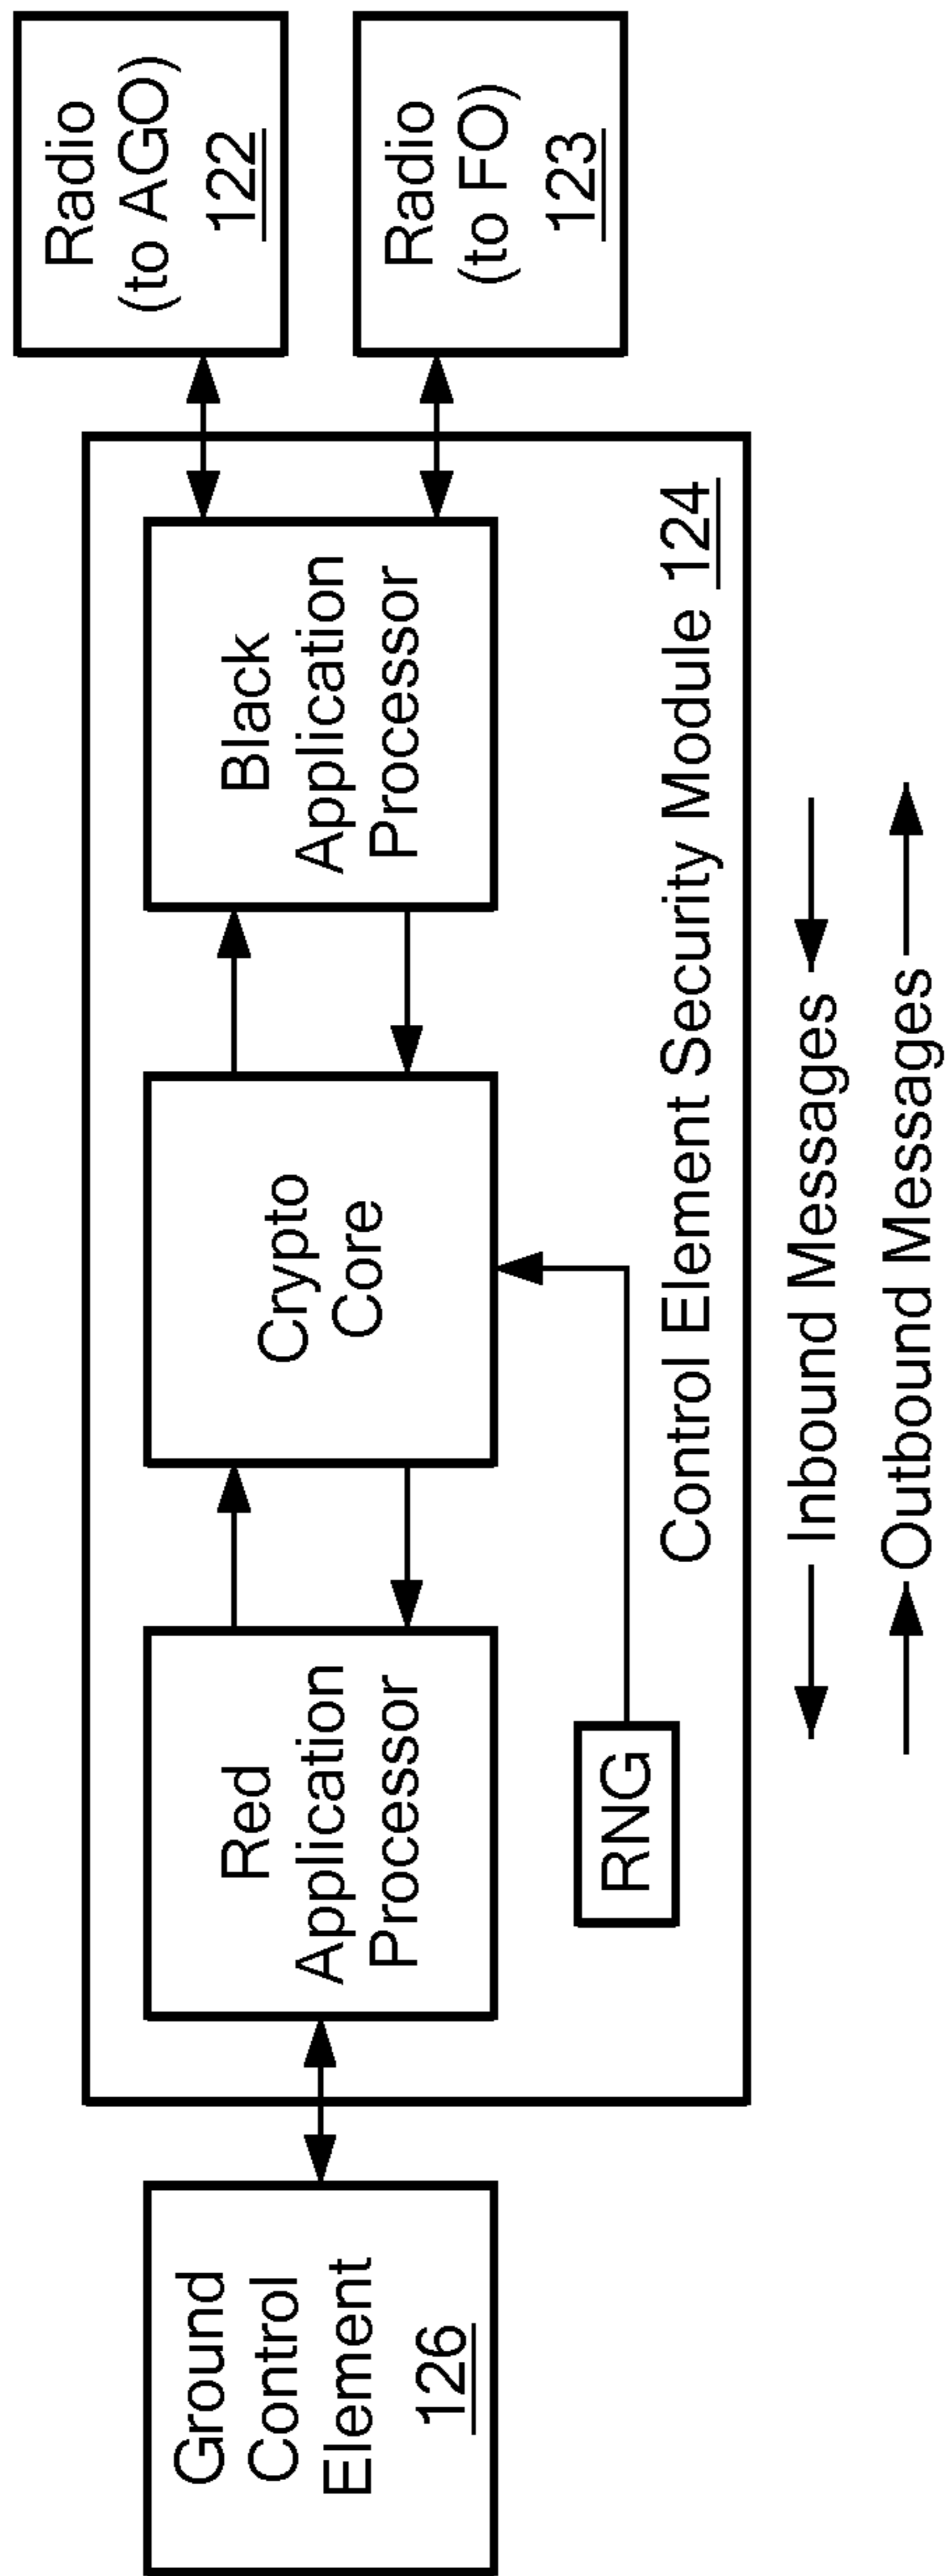 Ground
Control
Element
126
Red
Application
Processor
Crypto
Core
Black
Application
Processor
RNG
Control Element Security Module 124
Radio
(to AGO)
122
Radio
(to FO)
123
Inbound Messages
Outbound Messages